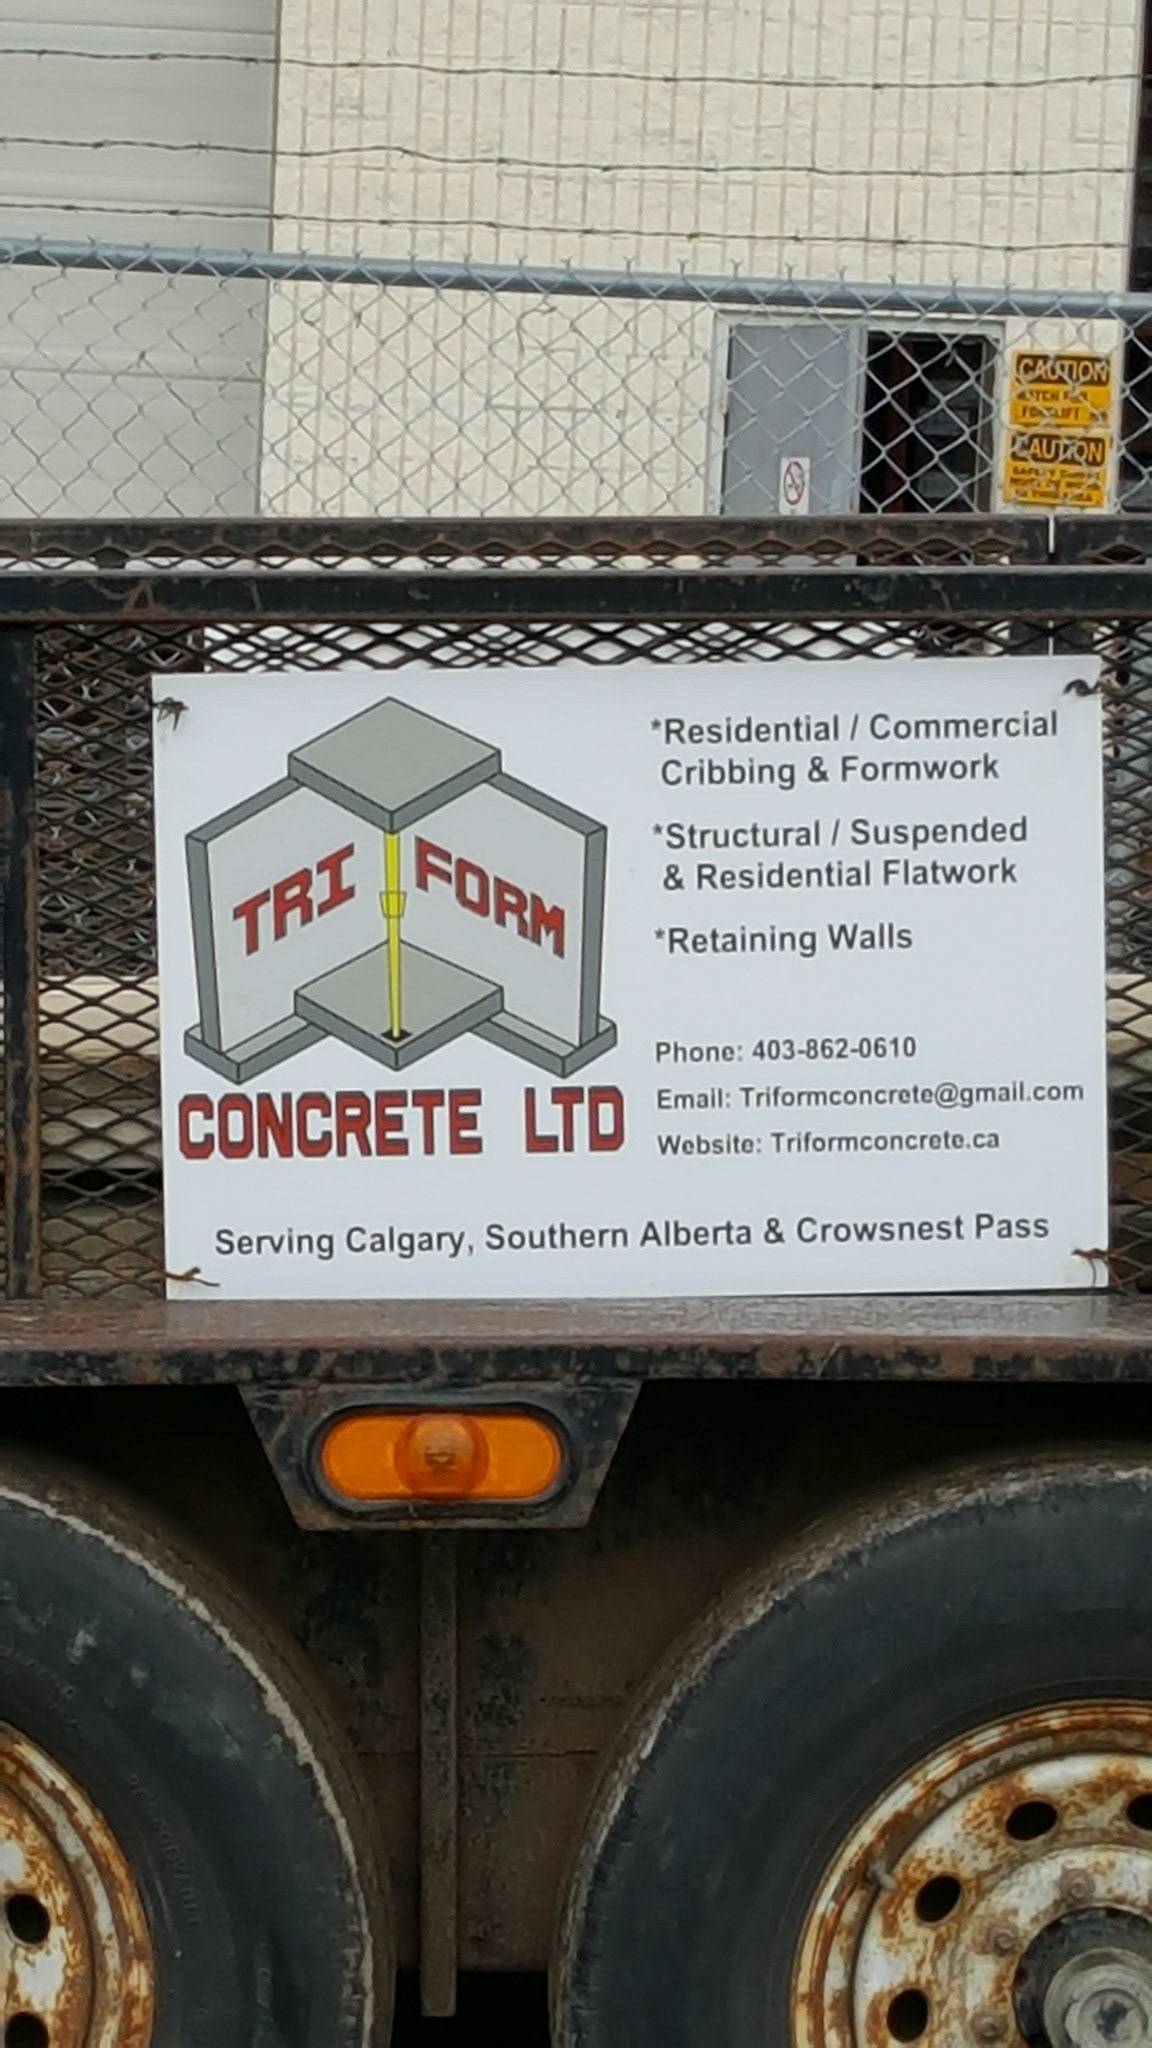 CAUTION
CAUTION
TRI FORM
CONCRETE LTD
*Residential / Commercial
Cribbing & Formwork
*Structural / Suspended
& Residential Flatwork
*Retaining Walls
Phone: 403-862-0610
Email: Triformconcrete@gmail.com
Website: Triformconcrete.ca
Serving Calgary, Southern Alberta & Crowsnest Pass